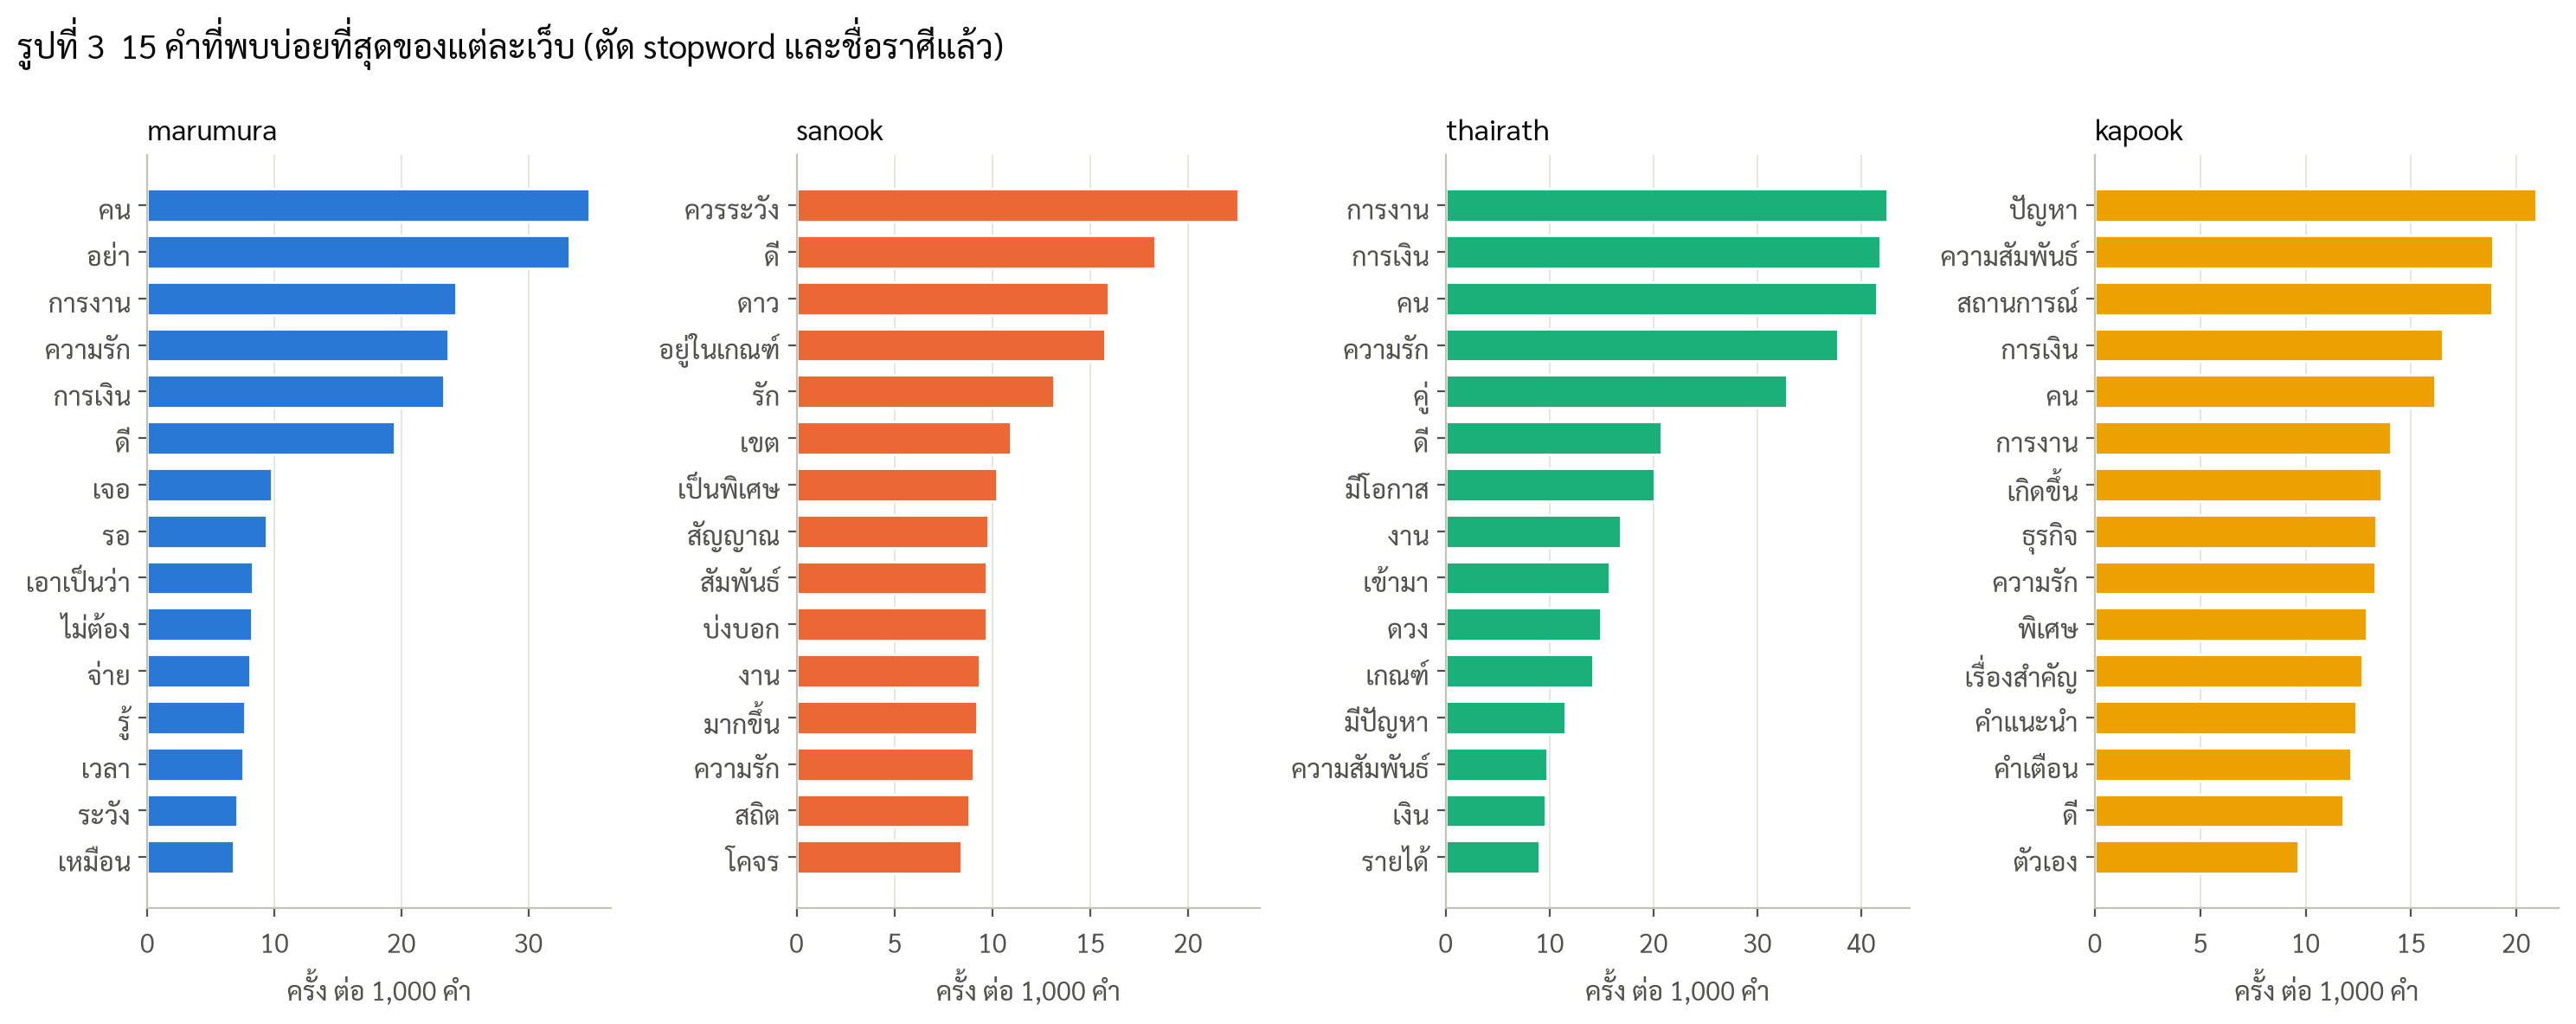 รูปที่ 3  15 คำที่พบบ่อยที่สุดของแต่ละเว็บ (ตัด stopword และชื่อราศีแล้ว)
marumura
คน
อย่า
การงาน
ความรัก
การเงิน
ดี
เจอ
รอ
เอาเป็นว่า
ไม่ต้อง
จ่าย
รู้
เวลา
ระวัง
เหมือน
0 10 20 30
ครั้ง ต่อ 1,000 คำ
sanook
ควรระวัง
ดี
ดาว
อยู่ในเกณฑ์
รัก
เขต
เป็นพิเศษ
สัญญาณ
สัมพันธ์
บ่งบอก
งาน
มากขึ้น
ความรัก
สถิต
โคจร
0 5 10 15 20
ครั้ง ต่อ 1,000 คำ
thairath
การงาน
การเงิน
คน
ความรัก
คู่
ดี
มีโอกาส
งาน
เข้ามา
ดวง
เกณฑ์
มีปัญหา
ความสัมพันธ์
เงิน
รายได้
0 10 20 30 40
ครั้ง ต่อ 1,000 คำ
kapook
ปัญหา
ความสัมพันธ์
สถานการณ์
การเงิน
คน
การงาน
เกิดขึ้น
ธุรกิจ
ความรัก
พิเศษ
เรื่องสำคัญ
คำแนะนำ
คำเตือน
ดี
ตัวเอง
0 5 10 15 20
ครั้ง ต่อ 1,000 คำ